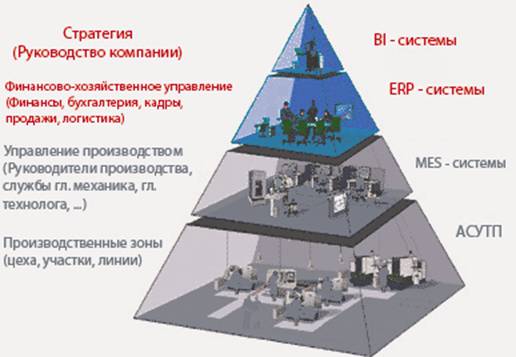 Стратегия
(Руководство компании)
BI - системы
Финансово-хозяйственное управление
(Финансы, бухгалтерия, кадры,
продажи, логистика)
ERP - системы
Управление производством
(Руководители производства,
службы гл. механика, гл.
технолога, ...)
MES - системы
Производственные зоны
(цеха, участки, линии)
АСУТП